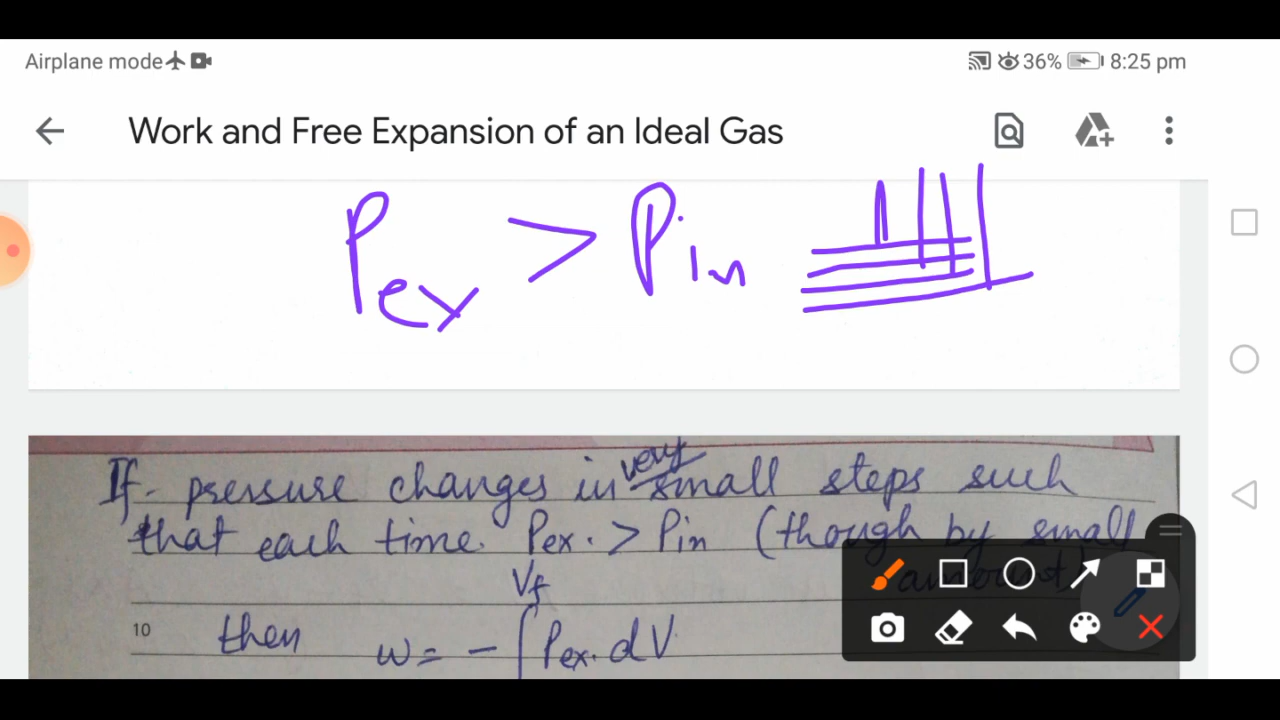 Airplane mode 36% 8:25 pm
Work and Free Expansion of an Ideal Gas
Pex > Pin
If pressure changes in very small steps such
that each time. Pex. > Pin (though by small
amount)
10 then w = - ∫ Vf Pex. dV